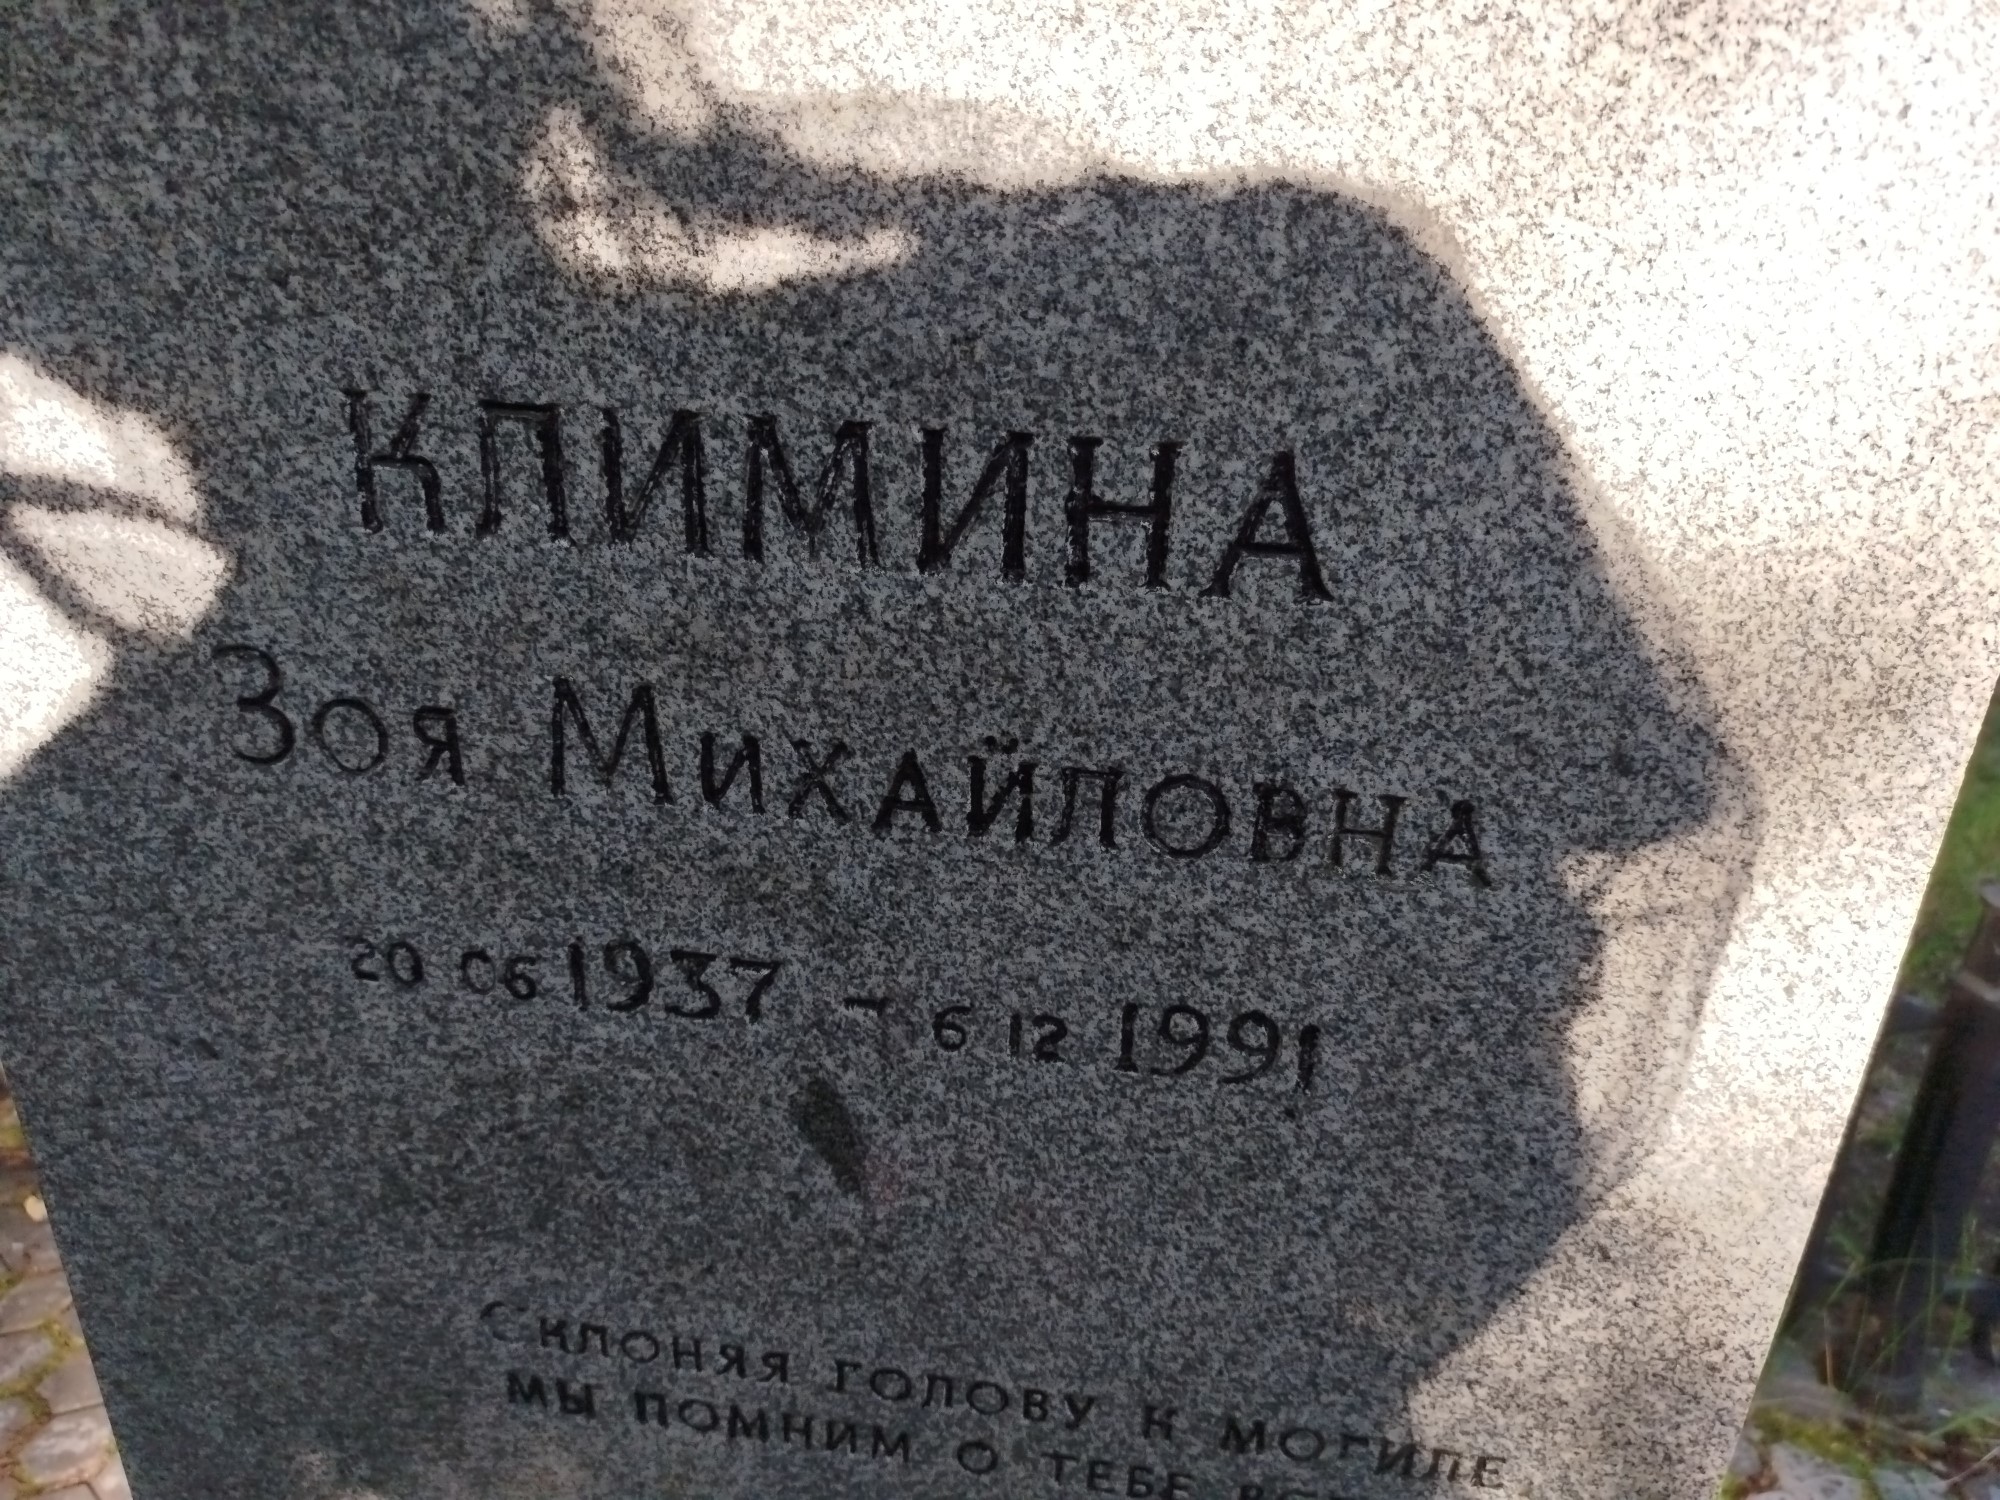 КЛИМИНА
Зоя Михайловна
20 06 1937 - 6 12 1991
Склоняя голову к могиле
мы помним о тебе